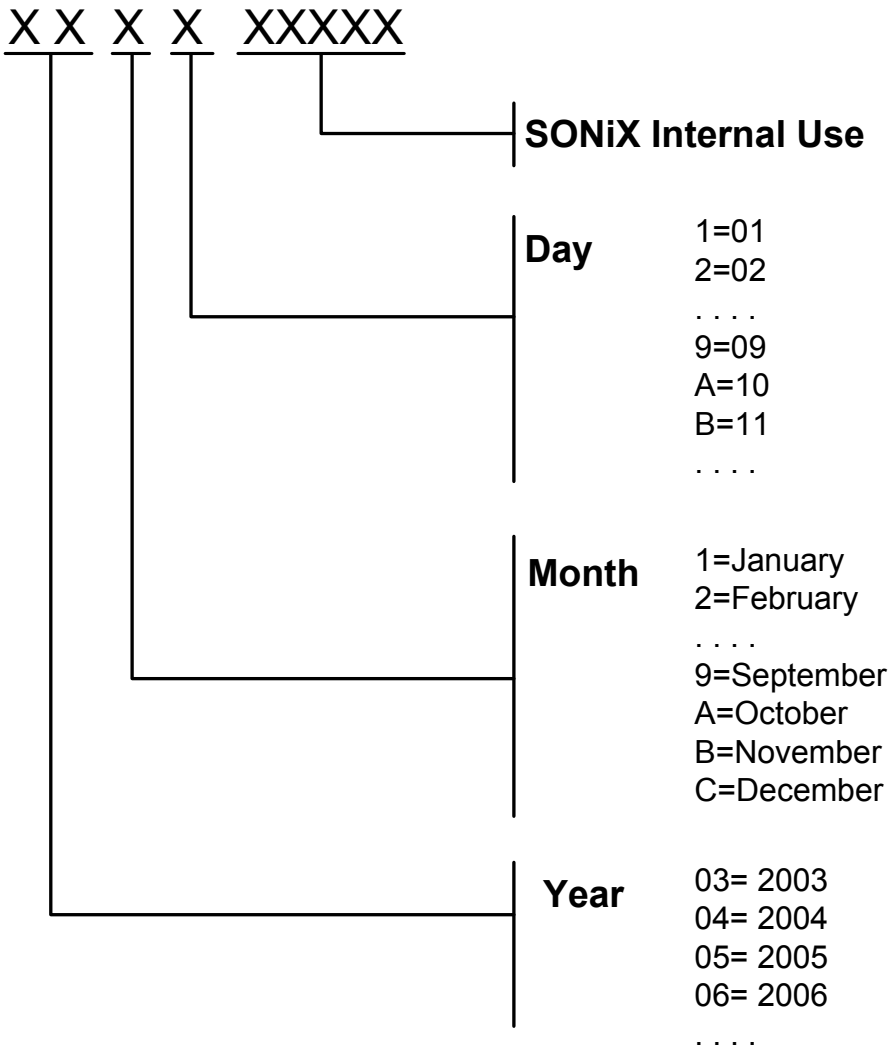 X X X X XXXXX
SONiX Internal Use
Day
1=01
2=02
. . . .
9=09
A=10
B=11
. . . .
Month
1=January
2=February
. . . .
9=September
A=October
B=November
C=December
Year
03= 2003
04= 2004
05= 2005
06= 2006
. . . .